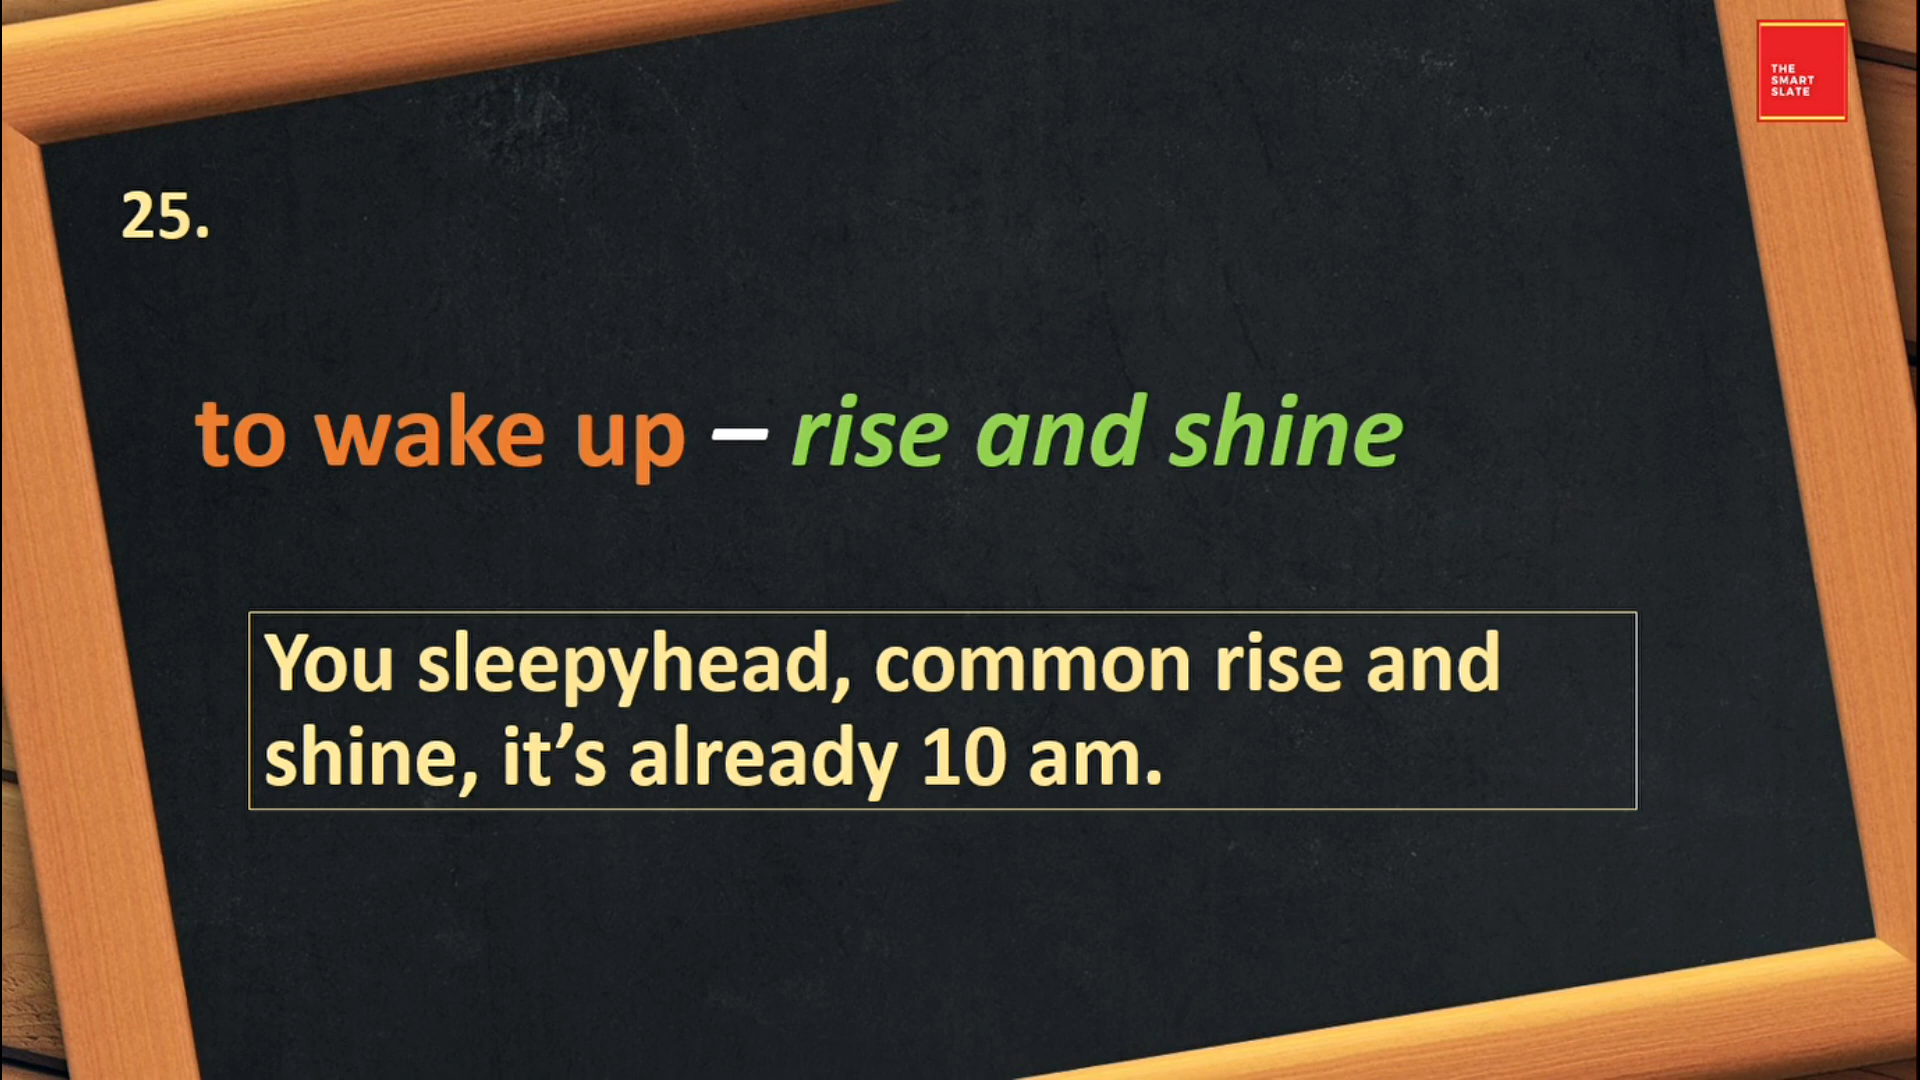 THE
SMART
SLATE
25.
to wake up – rise and shine
You sleepyhead, common rise and
shine, it’s already 10 am.